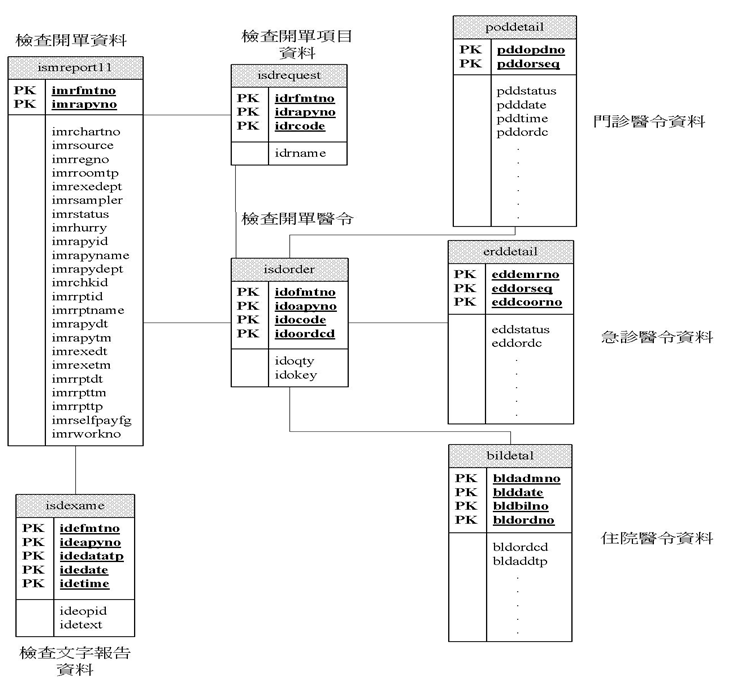 檢查開單資料
ismreport11
PK imrfmtno
PK imrapyno
imrchartno
imrsource
imrregno
imrroomtp
imrexedept
imrsampler
imrstatus
imrhurry
imrapyid
imrapyname
imrapydept
imrchkid
imrrptid
imrrptname
imrapydt
imrapytm
imrexedt
imrexetm
imrrptdt
imrrpttm
imrrpttp
imrselfpayfg
imrworkno
檢查開單項目
資料
isdrequest
PK idrfmtno
PK idrapyno
PK idrcode
idrname
poddetail
PK pddopdno
PK pddorseq
pddstatus
pdddate
pddtime
pddordc
.
.
.
.
.
.
門診醫令資料
檢查開單醫令
isdorder
PK idofmtno
PK idoapyno
PK idocode
PK idoordcd
idoqty
idokey
erddetail
PK eddemrno
PK eddorseq
PK eddcoorno
eddstatus
eddordc
.
.
.
.
.
急診醫令資料
bildetal
PK bldadmno
PK blddate
PK bldbilno
PK bldordno
bldordcd
bldaddtp
.
.
.
.
.
住院醫令資料
isdexame
PK idefmtno
PK ideapyno
PK idedatatp
PK idedate
PK idetime
ideopid
idetext
檢查文字報告
資料